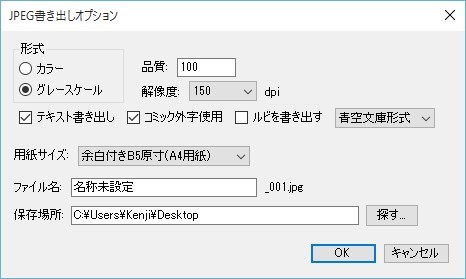 JPEG書き出しオプション
形式
カラー
グレースケール
品質: 100
解像度: 150 dpi
テキスト書き出し コミック外字使用 ルビを書き出す 青空文庫形式
用紙サイズ: 余白付きB5原寸(A4用紙)
ファイル名: 名称未設定 _001.jpg
保存場所: C:¥Users¥Kenji¥Desktop 探す...
OK キャンセル